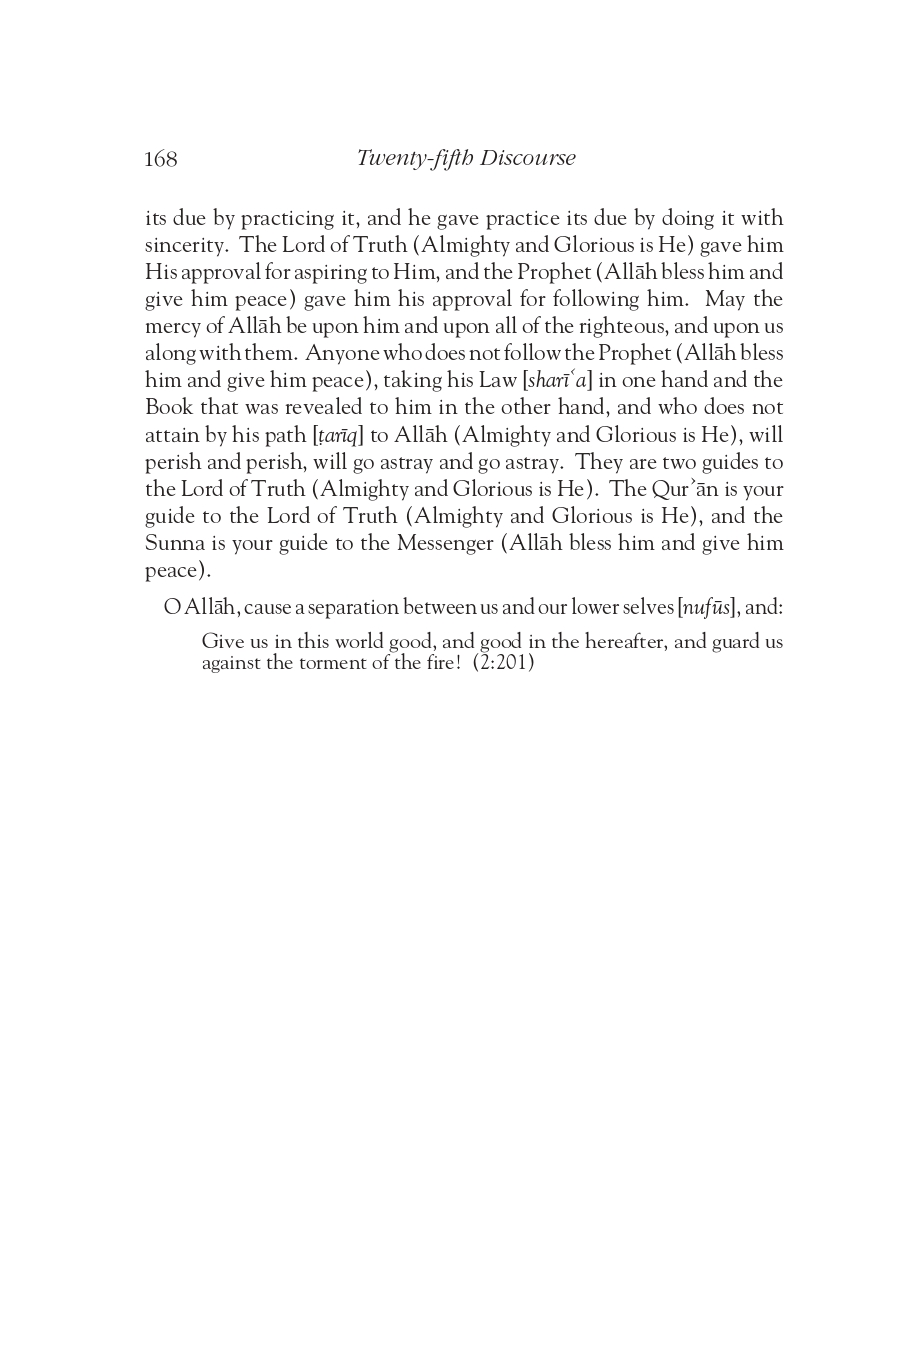 168 Twenty-fifth Discourse
its due by practicing it, and he gave practice its due by doing it with
sincerity. The Lord of Truth (Almighty and Glorious is He) gave him
His approval for aspiring to Him, and the Prophet (Allāh bless him and
give him peace) gave him his approval for following him. May the
mercy of Allāh be upon him and upon all of the righteous, and upon us
along with them. Anyone who does not follow the Prophet (Allāh bless
him and give him peace), taking his Law [sharīʿa] in one hand and the
Book that was revealed to him in the other hand, and who does not
attain by his path [ṭarīq] to Allāh (Almighty and Glorious is He), will
perish and perish, will go astray and go astray. They are two guides to
the Lord of Truth (Almighty and Glorious is He). The Qurʾān is your
guide to the Lord of Truth (Almighty and Glorious is He), and the
Sunna is your guide to the Messenger (Allāh bless him and give him
peace).
O Allāh, cause a separation between us and our lower selves [nufūs], and:
Give us in this world good, and good in the hereafter, and guard us
against the torment of the fire! (2:201)